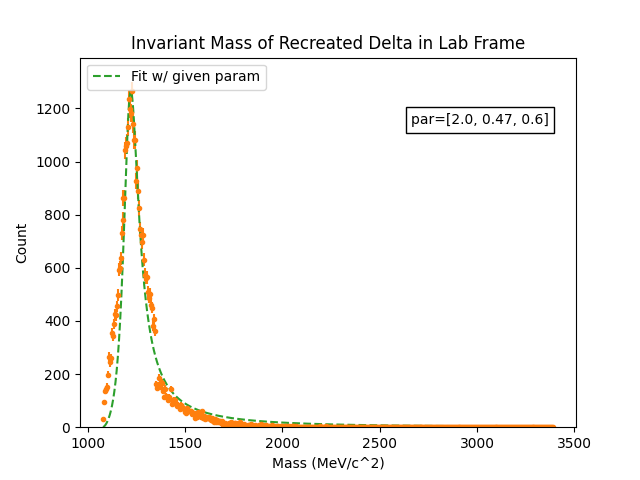 Invariant Mass of Recreated Delta in Lab Frame
Fit w/ given param
par=[2.0, 0.47, 0.6]
Count
1200
1000
800
600
400
200
0
1000
1500
2000
2500
3000
3500
Mass (MeV/c^2)